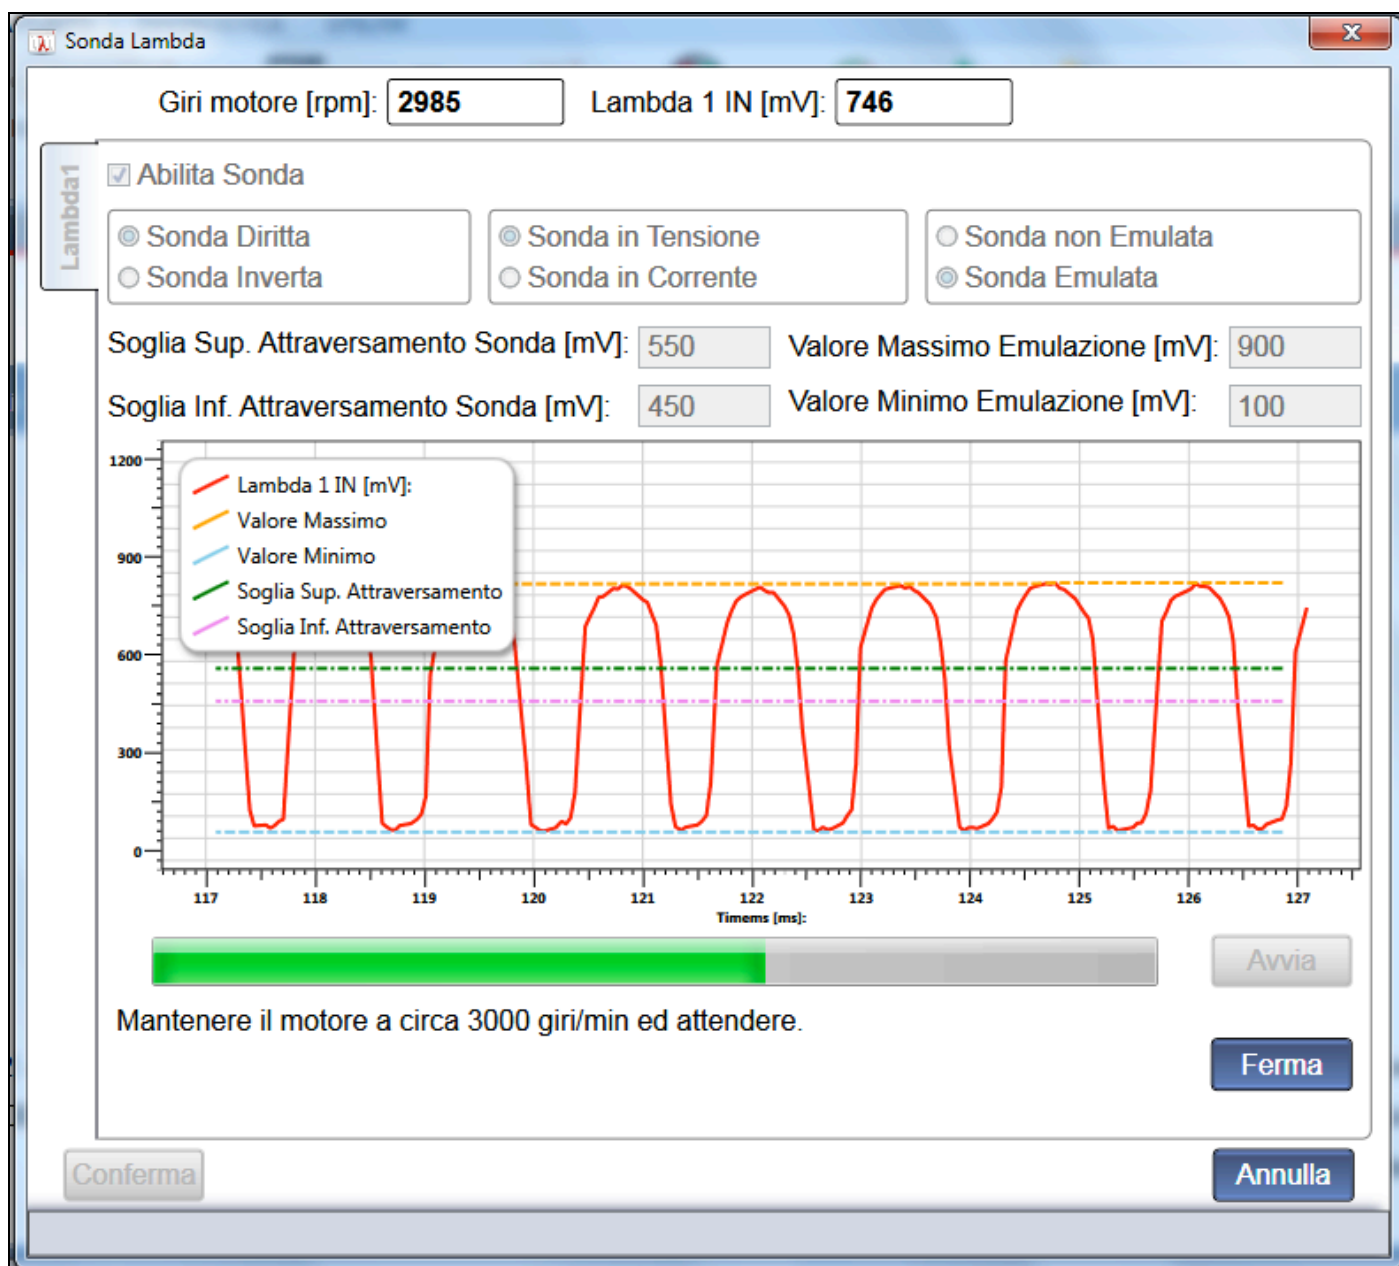 Sonda Lambda
Giri motore [rpm]: 2985 Lambda 1 IN [mV]: 746
Lambda1
Abilita Sonda
Sonda Diritta Sonda in Tensione Sonda non Emulata
Sonda Inverta Sonda in Corrente Sonda Emulata
Soglia Sup. Attraversamento Sonda [mV]: 550 Valore Massimo Emulazione [mV]: 900
Soglia Inf. Attraversamento Sonda [mV]: 450 Valore Minimo Emulazione [mV]: 100
1200
900
600
300
0
Lambda 1 IN [mV]:
Valore Massimo
Valore Minimo
Soglia Sup. Attraversamento
Soglia Inf. Attraversamento
117 118 119 120 121 122 123 124 125 126 127
Timems [ms]:
Avvia
Mantenere il motore a circa 3000 giri/min ed attendere.
Ferma
Conferma Annulla